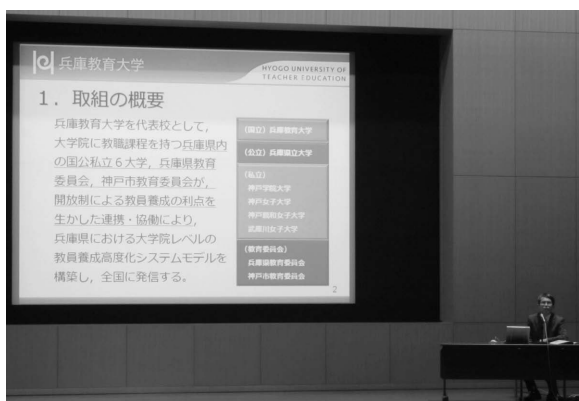 兵庫教育大学
HYOGO UNIVERSITY OF
TEACHER EDUCATION
1. 取組の概要
兵庫教育大学を代表校として,
大学院に教職課程を持つ兵庫県内
の国公私立6大学, 兵庫県教育
委員会, 神戸市教育委員会が,
開放制による教員養成の利点を
生かした連携・協働により,
兵庫県における大学院レベルの
教員養成高度化システムモデルを
構築し, 全国に発信する。
(国立) 兵庫教育大学
(公立) 兵庫県立大学
(私立)
神戸学院大学
神戸女子大学
神戸親和女子大学
武庫川女子大学
(教育委員会)
兵庫県教育委員会
神戸市教育委員会
2